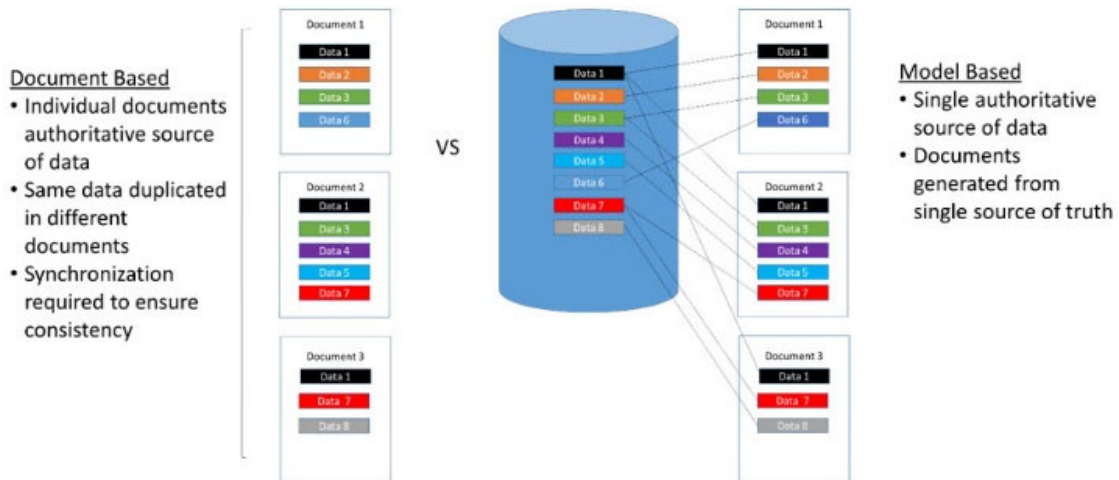 Document Based
• Individual documents
authoritative source
of data
• Same data duplicated
in different
documents
• Synchronization
required to ensure
consistency
Document 1
Data 1
Data 2
Data 3
Data 6
Document 2
Data 1
Data 3
Data 4
Data 5
Data 7
Document 3
Data 1
Data 7
Data 8
VS
Data 1
Data 2
Data 3
Data 4
Data 5
Data 6
Data 7
Data 8
Document 1
Data 1
Data 2
Data 3
Data 6
Document 2
Data 1
Data 3
Data 4
Data 5
Data 7
Document 3
Data 1
Data 7
Data 8
Model Based
• Single authoritative
source of data
• Documents
generated from
single source of truth